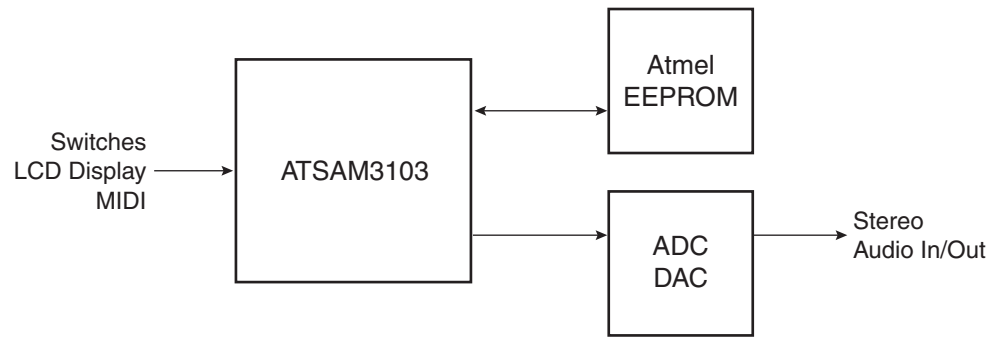 Atmel
EEPROM
Switches
LCD Display
MIDI
ATSAM3103
ADC
DAC
Stereo
Audio In/Out